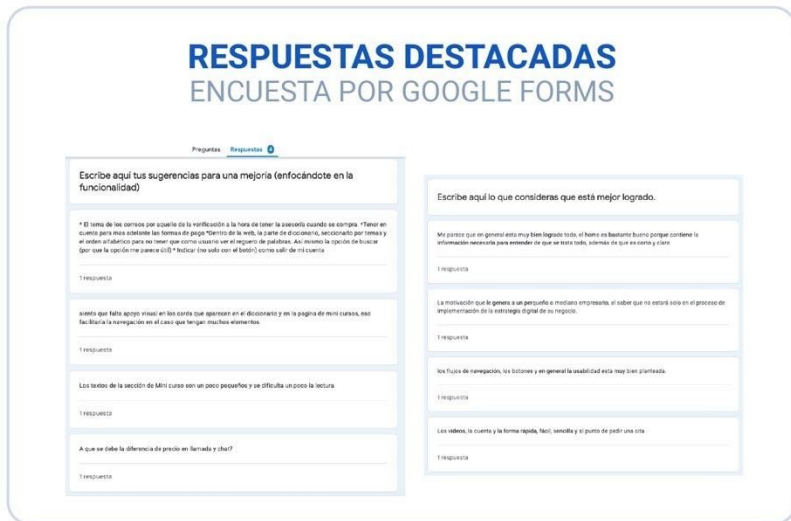 RESPUESTAS DESTACADAS
ENCUESTA POR GOOGLE FORMS
Preguntas Respuestas 4
Escribe aquí tus sugerencias para una mejoría (enfocándote en la
funcionalidad)
* El tema de los correos por aquello de la verificación a la hora de tener la asesoría cuando se compra. *Tener en
cuenta para mas adelante las formas de pago *Dentro de la web, la parte de diccionario, seccionarlo por temas y
el orden alfabético para no tener que como usuario ver el reguero de palabras. Así mismo la opción de buscar
(por que la opción me parece útil) * Indicar (no solo con el botón) como salir de mi cuenta
1 respuesta
siento que falta apoyo visual en los cards que aparecen en el diccionario y en la pagina de mini cursos, eso
facilitaría la navegación en el caso que tengan muchos elementos
1 respuesta
Los textos de la sección de Mini curso son un poco pequeños y se dificulta un poco la lectura
1 respuesta
A que se debe la diferencia de precio en llamada y chat?
1 respuesta
Escribe aquí lo que consideras que está mejor logrado.
Me parece que en general esta muy bien logrado todo, el home es bastante bueno porque contiene la
información necesaria para entender de que se trata todo, además de que es corto y claro
1 respuesta
La motivación que le genera a un pequeño o mediano empresario, el saber que no estará solo en el proceso de
implementación de la estrategia digital de su negocio.
1 respuesta
los flujos de navegación, los botones y en general la usabilidad esta muy bien planteada.
1 respuesta
Los videos, la cuenta y la forma rápida, fácil, sencilla y al punto de pedir una cita
1 respuesta